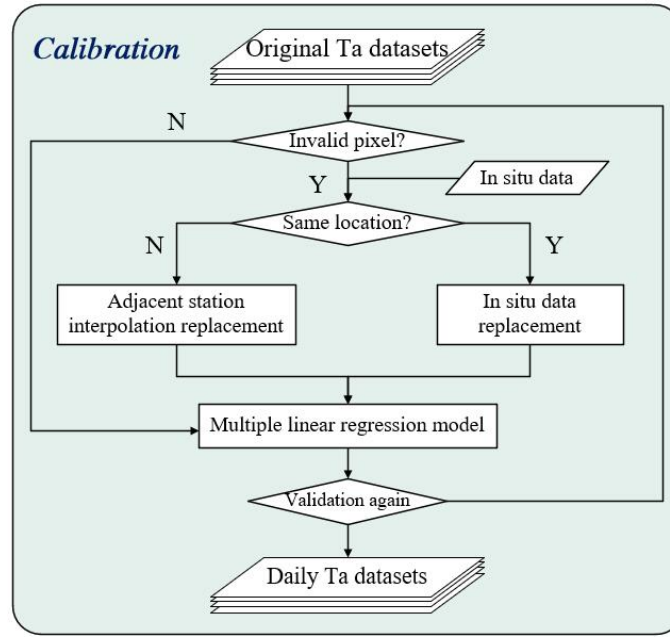 Calibration
Original Ta datasets
N
Invalid pixel?
Y
In situ data
Same location?
N
Y
Adjacent station
interpolation replacement
In situ data
replacement
Multiple linear regression model
Validation again
Daily Ta datasets